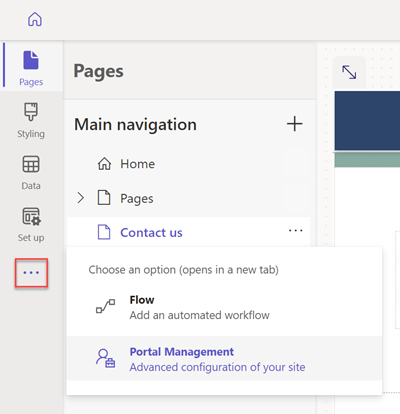 Pages
Pages
Main navigation
Styling
Home
Data
Pages
Set up
Contact us
Choose an option (opens in a new tab)
Flow
Add an automated workflow
Portal Management
Advanced configuration of your site